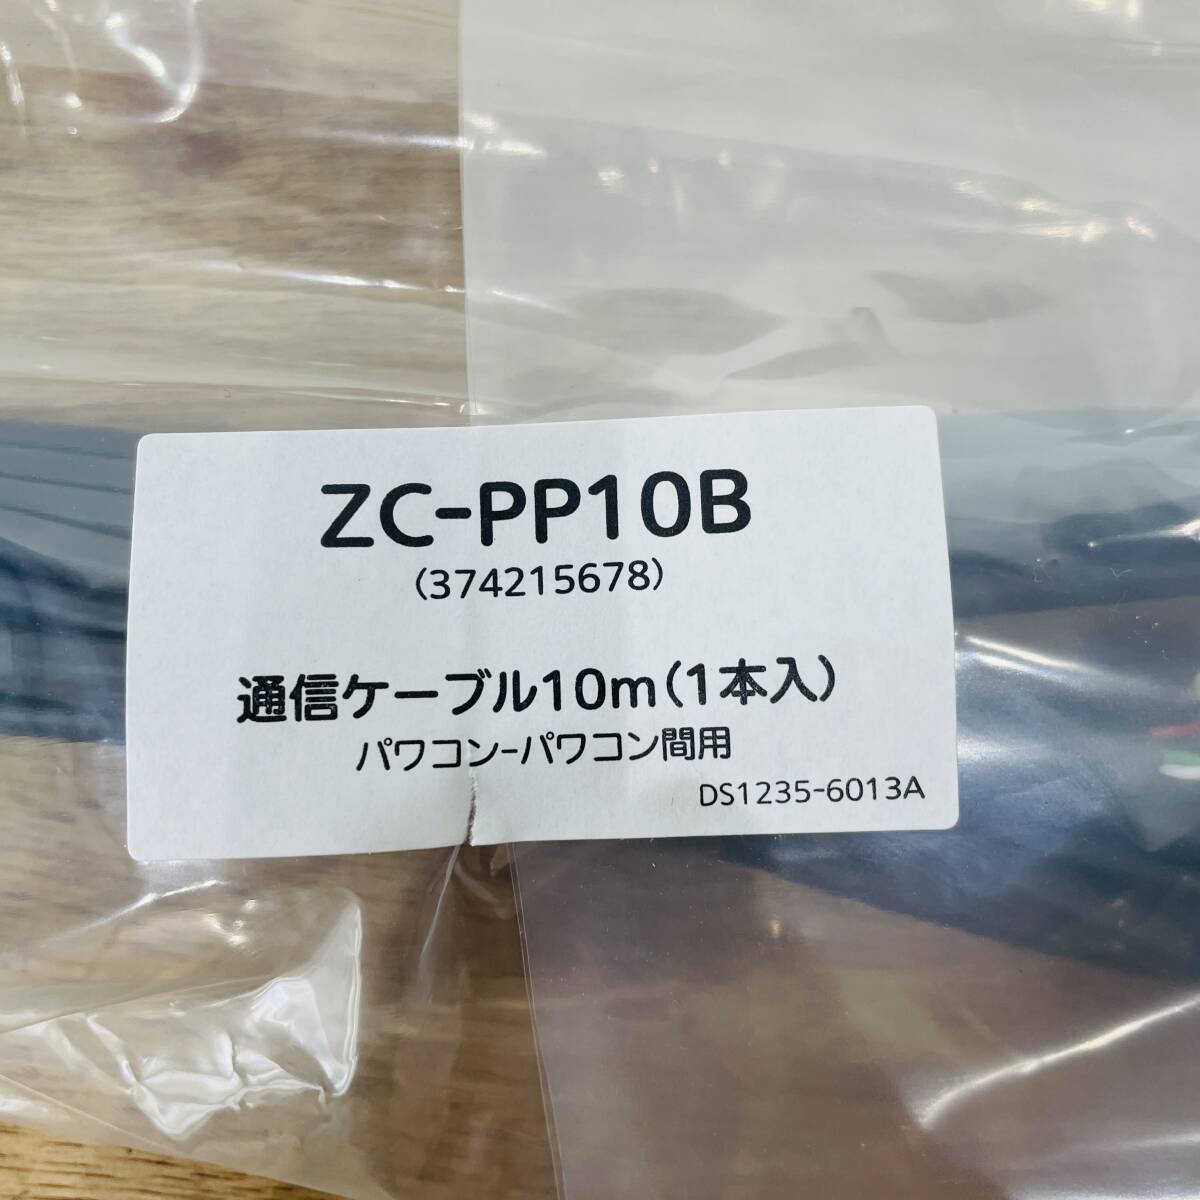 ZC-PP10B
(374215678)
通信ケーブル10m(1本入)
パワコン-パワコン間用
DS1235-6013A